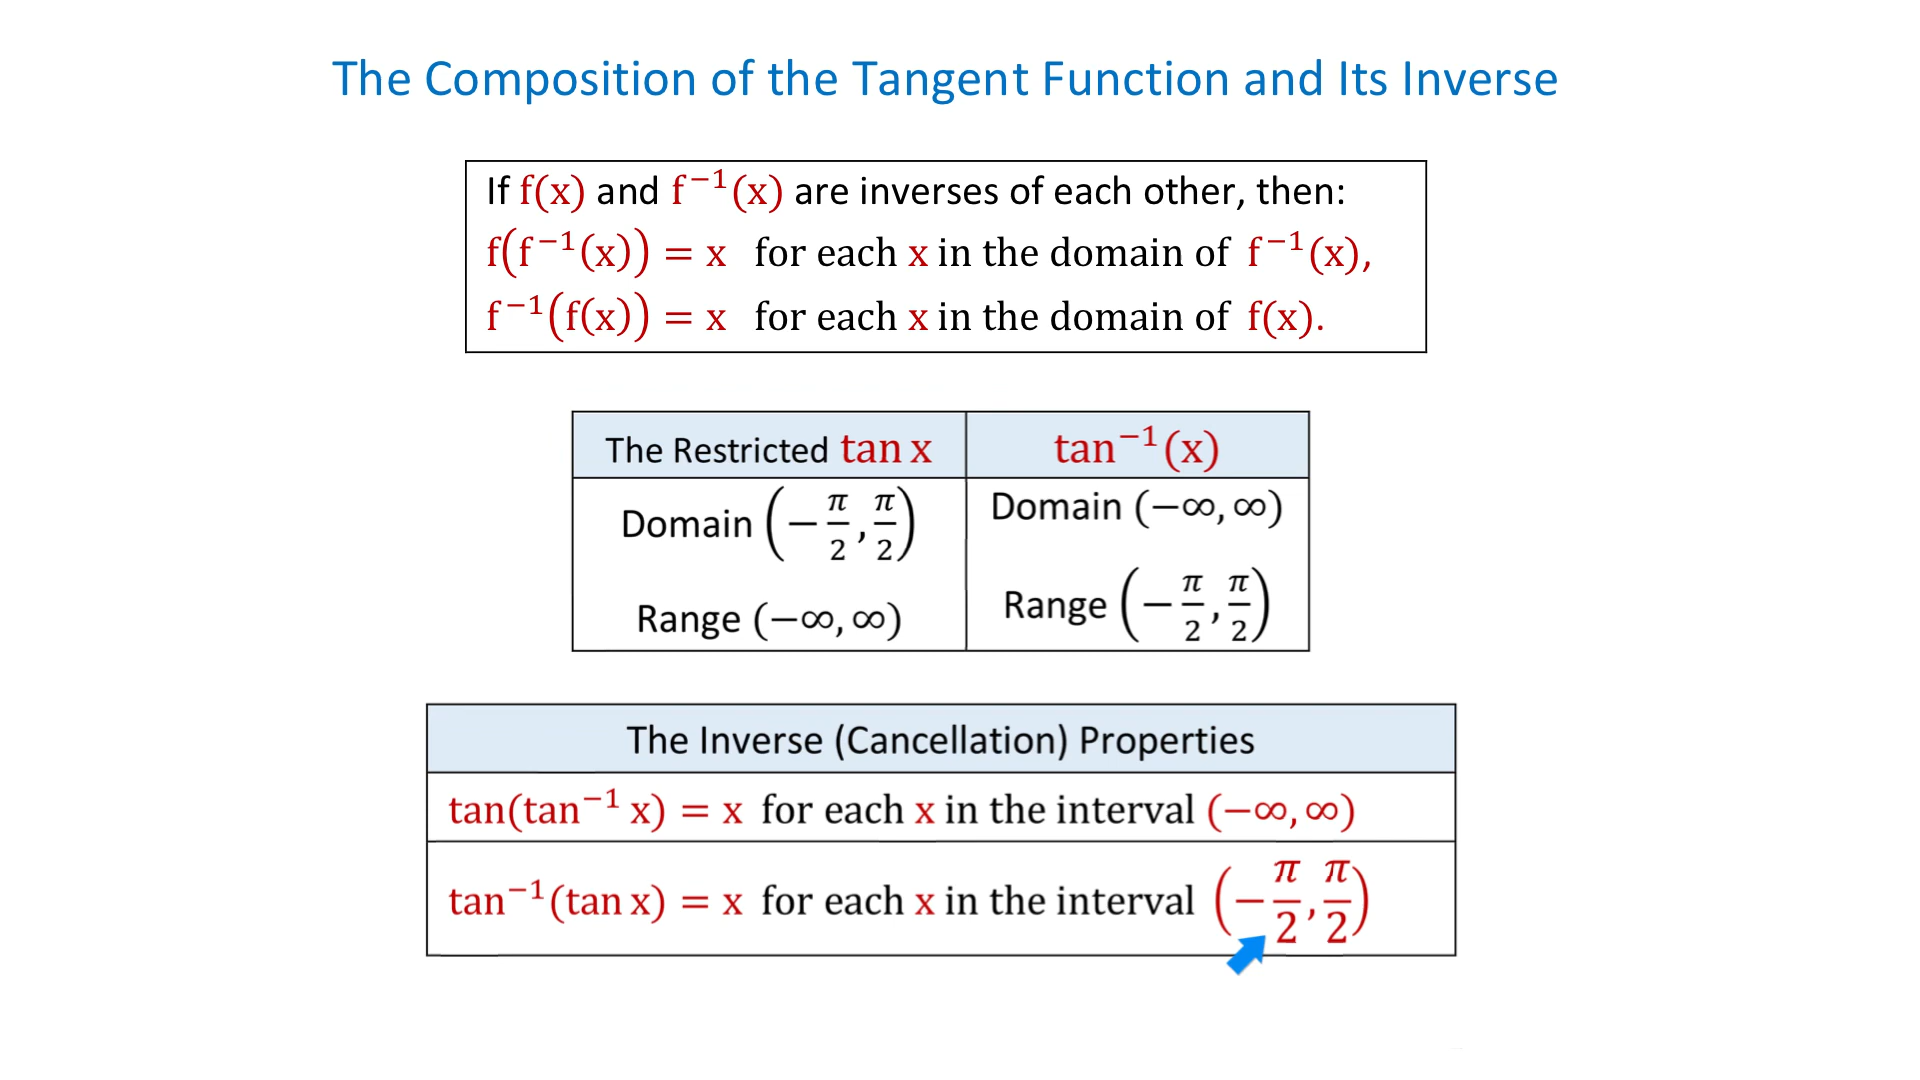 The Composition of the Tangent Function and Its Inverse
If f(x) and f⁻¹(x) are inverses of each other, then:
f(f⁻¹(x)) = x for each x in the domain of f⁻¹(x),
f⁻¹(f(x)) = x for each x in the domain of f(x).
The Restricted tan x
tan⁻¹(x)
Domain (−π/2, π/2)
Range (−∞, ∞)
Domain (−∞, ∞)
Range (−π/2, π/2)
The Inverse (Cancellation) Properties
tan(tan⁻¹ x) = x for each x in the interval (−∞, ∞)
tan⁻¹(tan x) = x for each x in the interval (−π/2, π/2)